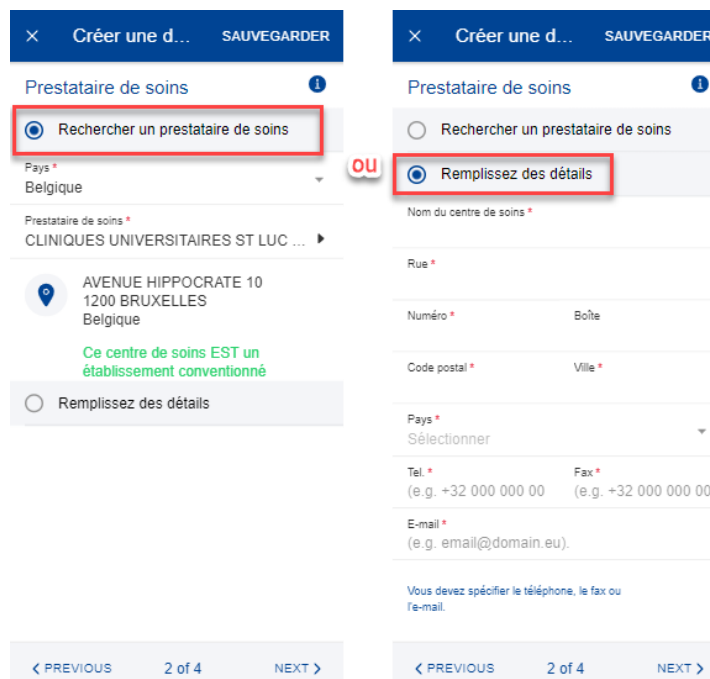 Créer une d... SAUVEGARDER
Prestataire de soins
Rechercher un prestataire de soins
Pays *
Belgique
Prestataire de soins *
CLINIQUES UNIVERSITAIRES ST LUC ...
AVENUE HIPPOCRATE 10
1200 BRUXELLES
Belgique
Ce centre de soins EST un
établissement conventionné
Remplissez des détails
< PREVIOUS 2 of 4 NEXT >
ou
Créer une d... SAUVEGARDER
Prestataire de soins
Rechercher un prestataire de soins
Remplissez des détails
Nom du centre de soins *
Rue *
Numéro * Boîte
Code postal * Ville *
Pays *
Sélectionner
Tel. * Fax *
(e.g. +32 000 000 00 (e.g. +32 000 000 00
E-mail *
(e.g. email@domain.eu).
Vous devez spécifier le téléphone, le fax ou
l'e-mail.
< PREVIOUS 2 of 4 NEXT >